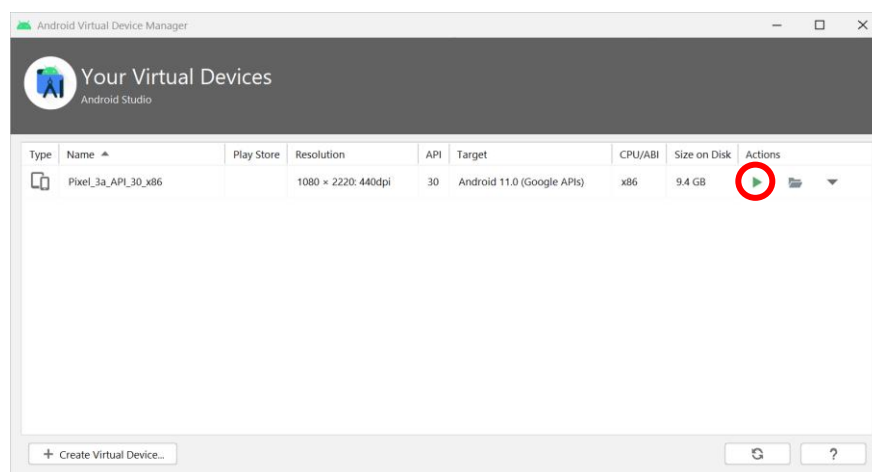 Android Virtual Device Manager
Your Virtual Devices
Android Studio
Type Name Play Store Resolution API Target CPU/ABI Size on Disk Actions
Pixel_3a_API_30_x86 1080 × 2220: 440dpi 30 Android 11.0 (Google APIs) x86 9.4 GB
+ Create Virtual Device... ?